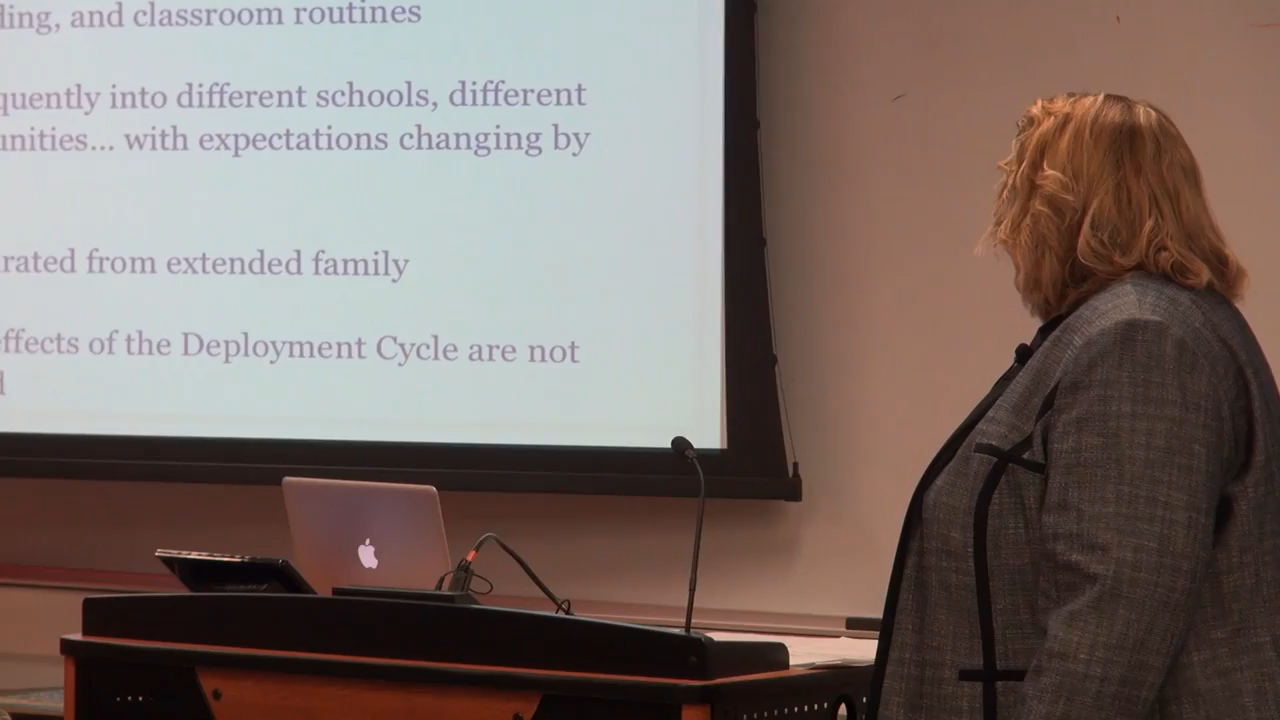 ding, and classroom routines
quently into different schools, different
unities... with expectations changing by
rated from extended family
ffects of the Deployment Cycle are not
d